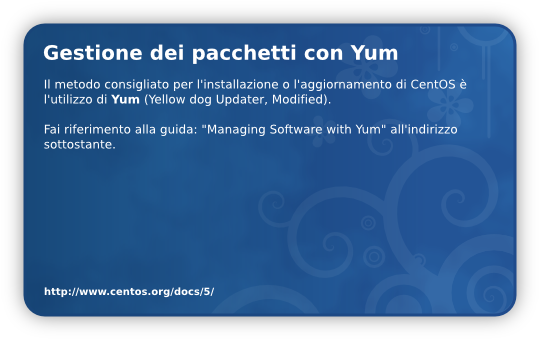 Gestione dei pacchetti con Yum
Il metodo consigliato per l'installazione o l'aggiornamento di CentOS è
l'utilizzo di Yum (Yellow dog Updater, Modified).
Fai riferimento alla guida: "Managing Software with Yum" all'indirizzo
sottostante.
http://www.centos.org/docs/5/